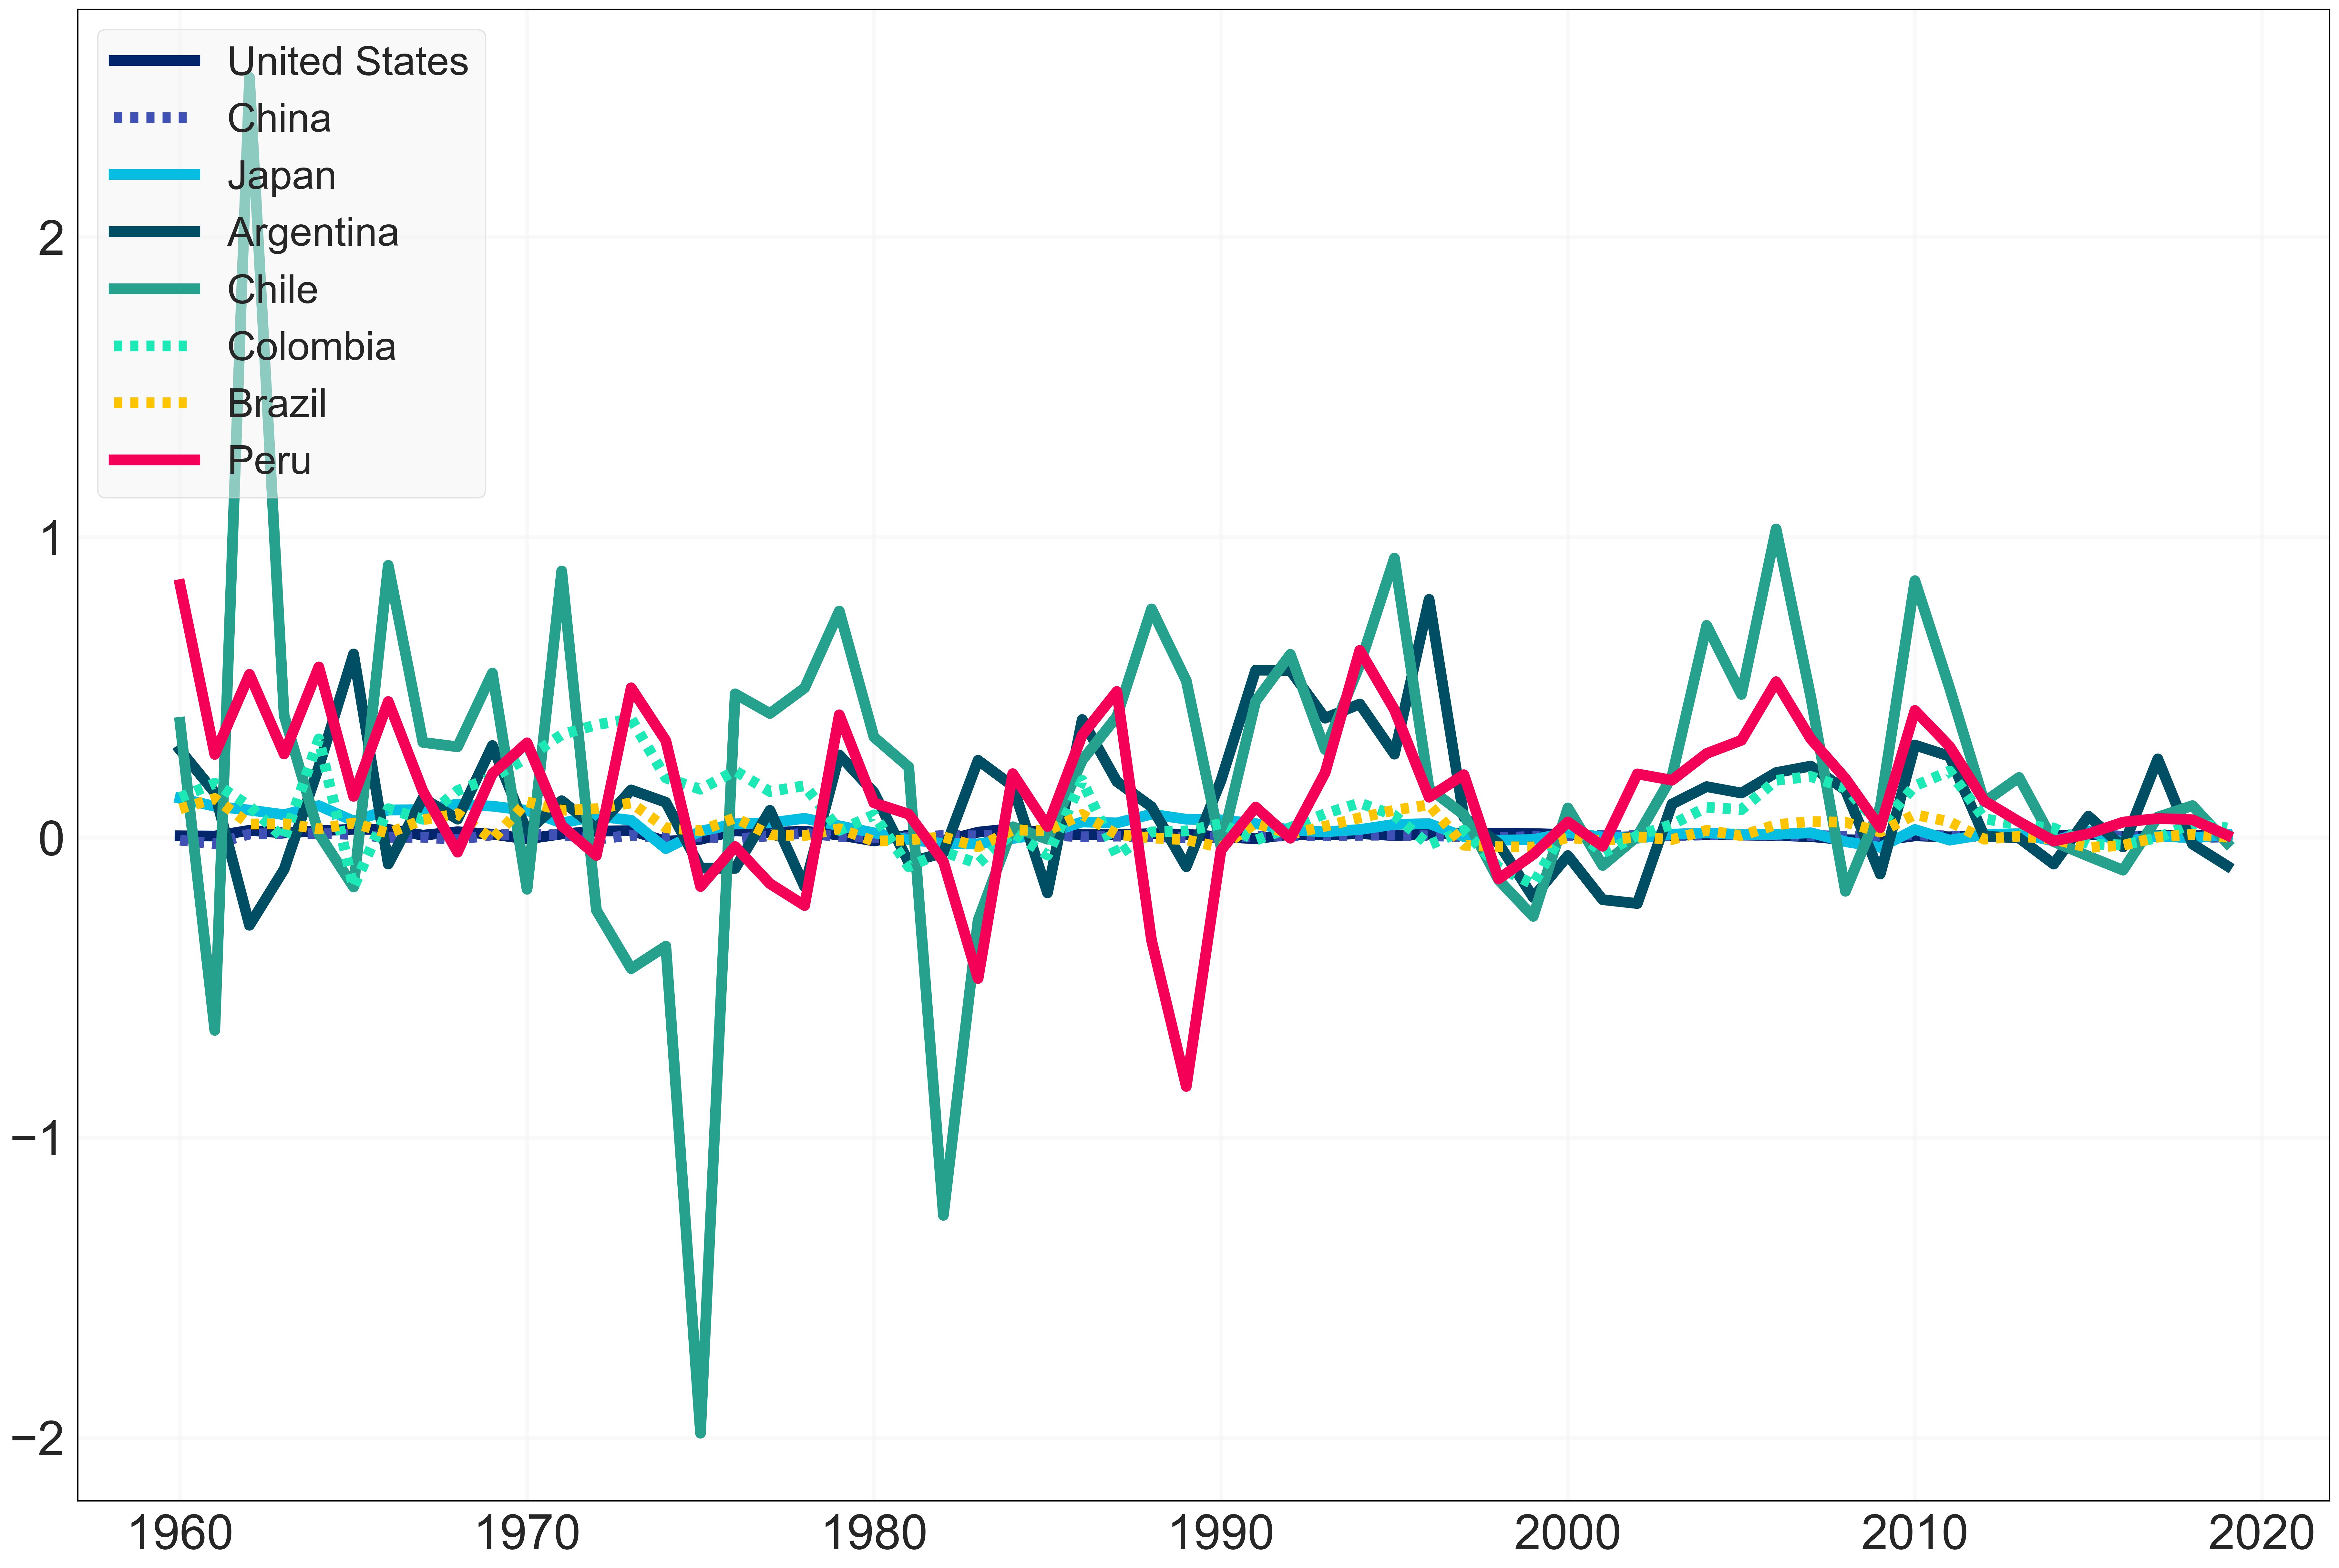 United States
China
Japan
Argentina
Chile
Colombia
Brazil
Peru
2
1
0
−1
−2
1960 1970 1980 1990 2000 2010 2020